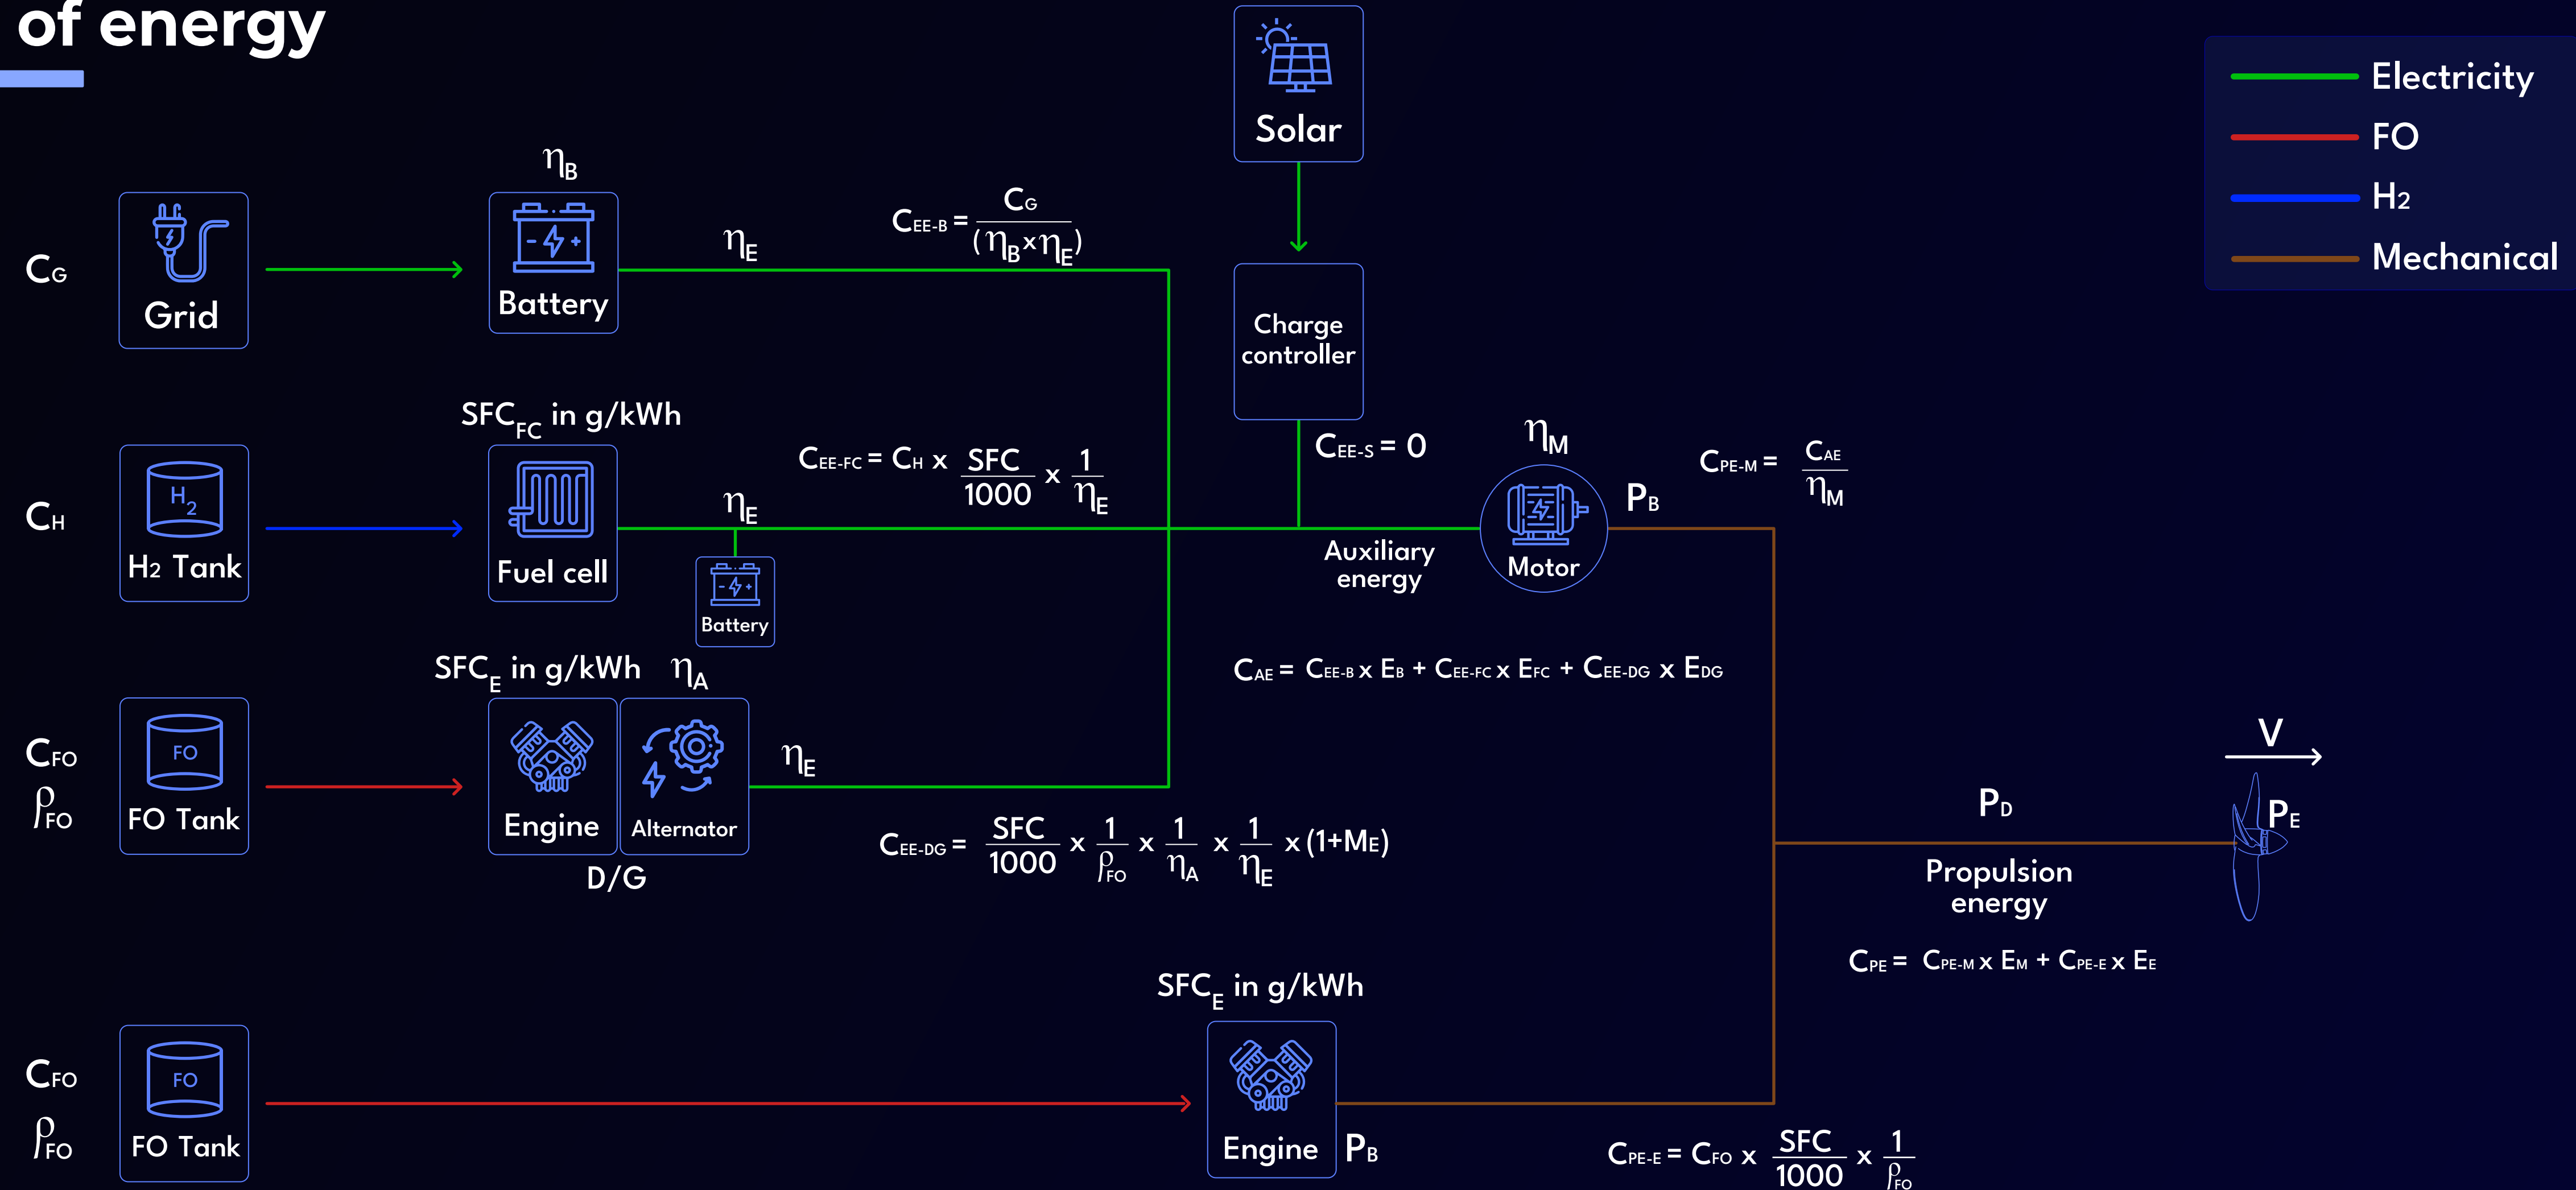 of energy
Electricity
FO
H2
Mechanical
Solar
Charge
controller
CEE-S = 0
CG
Grid
ηB
Battery
ηE
CEE-B = CG / (ηB x ηE)
CH
H2
H2 Tank
SFCFC in g/kWh
Fuel cell
ηE
Battery
CEE-FC = CH x SFC/1000 x 1/ηE
Auxiliary
energy
ηM
Motor
PB
CPE-M = CAE/ηM
CAE = CEE-B x EB + CEE-FC x EFC + CEE-DG x EDG
CFO
ρFO
FO
FO Tank
SFCE in g/kWh
ηA
Engine
Alternator
D/G
ηE
CEE-DG = SFC/1000 x 1/ρFO x 1/ηA x 1/ηE x (1+ME)
V
PD
PE
Propulsion
energy
CPE = CPE-M x EM + CPE-E x EE
CFO
ρFO
FO
FO Tank
SFCE in g/kWh
Engine
PB
CPE-E = CFO x SFC/1000 x 1/ρFO